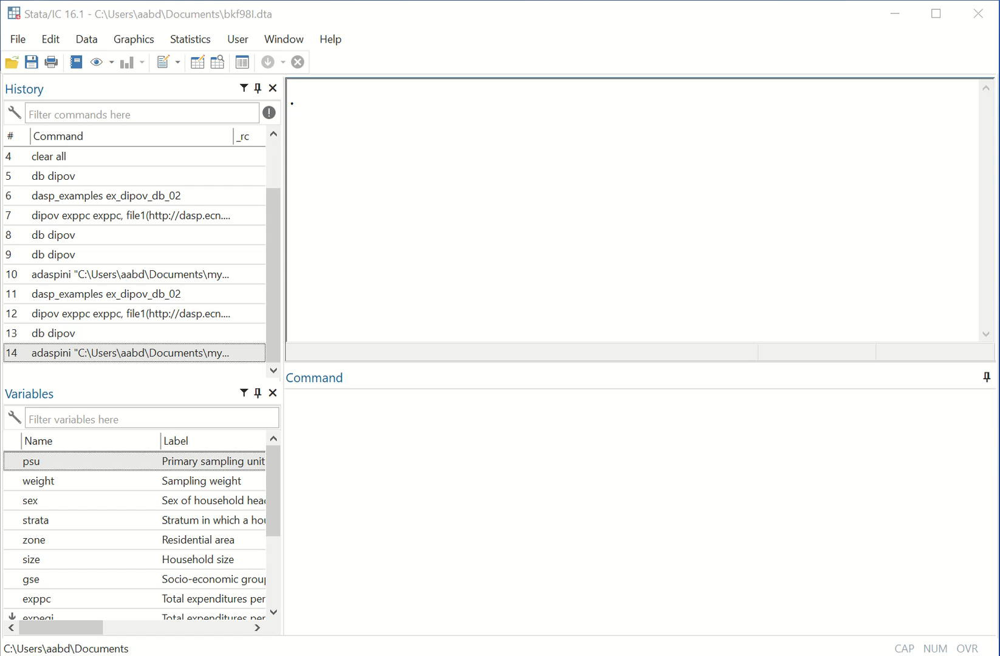 Stata/IC 16.1 - C:\Users\aabd\Documents\bkf98I.dta
File Edit Data Graphics Statistics User Window Help
History
Filter commands here
# Command _rc
4 clear all
5 db dipov
6 dasp_examples ex_dipov_db_02
7 dipov exppc exppc, file1(http://dasp.ecn....
8 db dipov
9 db dipov
10 adaspini "C:\Users\aabd\Documents\my...
11 dasp_examples ex_dipov_db_02
12 dipov exppc exppc, file1(http://dasp.ecn....
13 db dipov
14 adaspini "C:\Users\aabd\Documents\my...
.
Command
Variables
Filter variables here
Name Label
psu Primary sampling unit
weight Sampling weight
sex Sex of household head
strata Stratum in which a hou
zone Residential area
size Household size
gse Socio-economic group
exppc Total expenditures per
expeqi Total expenditures per
C:\Users\aabd\Documents
CAP NUM OVR